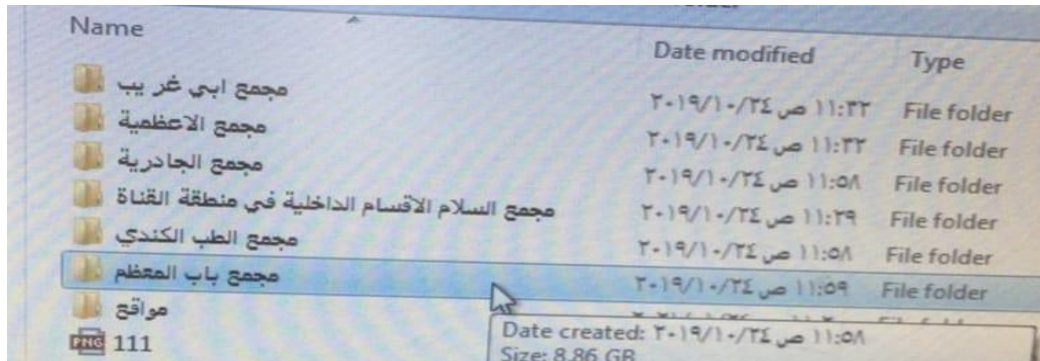 Name Date modified Type
مجمع ابي غر يب ٢٠١٩/١٠/٢٤ ص ١١:٣٢ File folder
مجمع الاعظمية ٢٠١٩/١٠/٢٤ ص ١١:٣٣ File folder
مجمع الجادرية ٢٠١٩/١٠/٢٤ ص ١١:٥٨ File folder
مجمع السلام الاقسام الداخلية في منطقة القناة ٢٠١٩/١٠/٢٤ ص ١١:٢٩ File folder
مجمع الطب الكندي ٢٠١٩/١٠/٢٤ ص ١١:٥٨ File folder
مجمع باب المعظم ٢٠١٩/١٠/٢٤ ص ١١:٥٩ File folder
مواقع
PNG 111
Date created: ٢٠١٩/١٠/٢٤ ص ١١:٥٨
Size: 8.86 GB